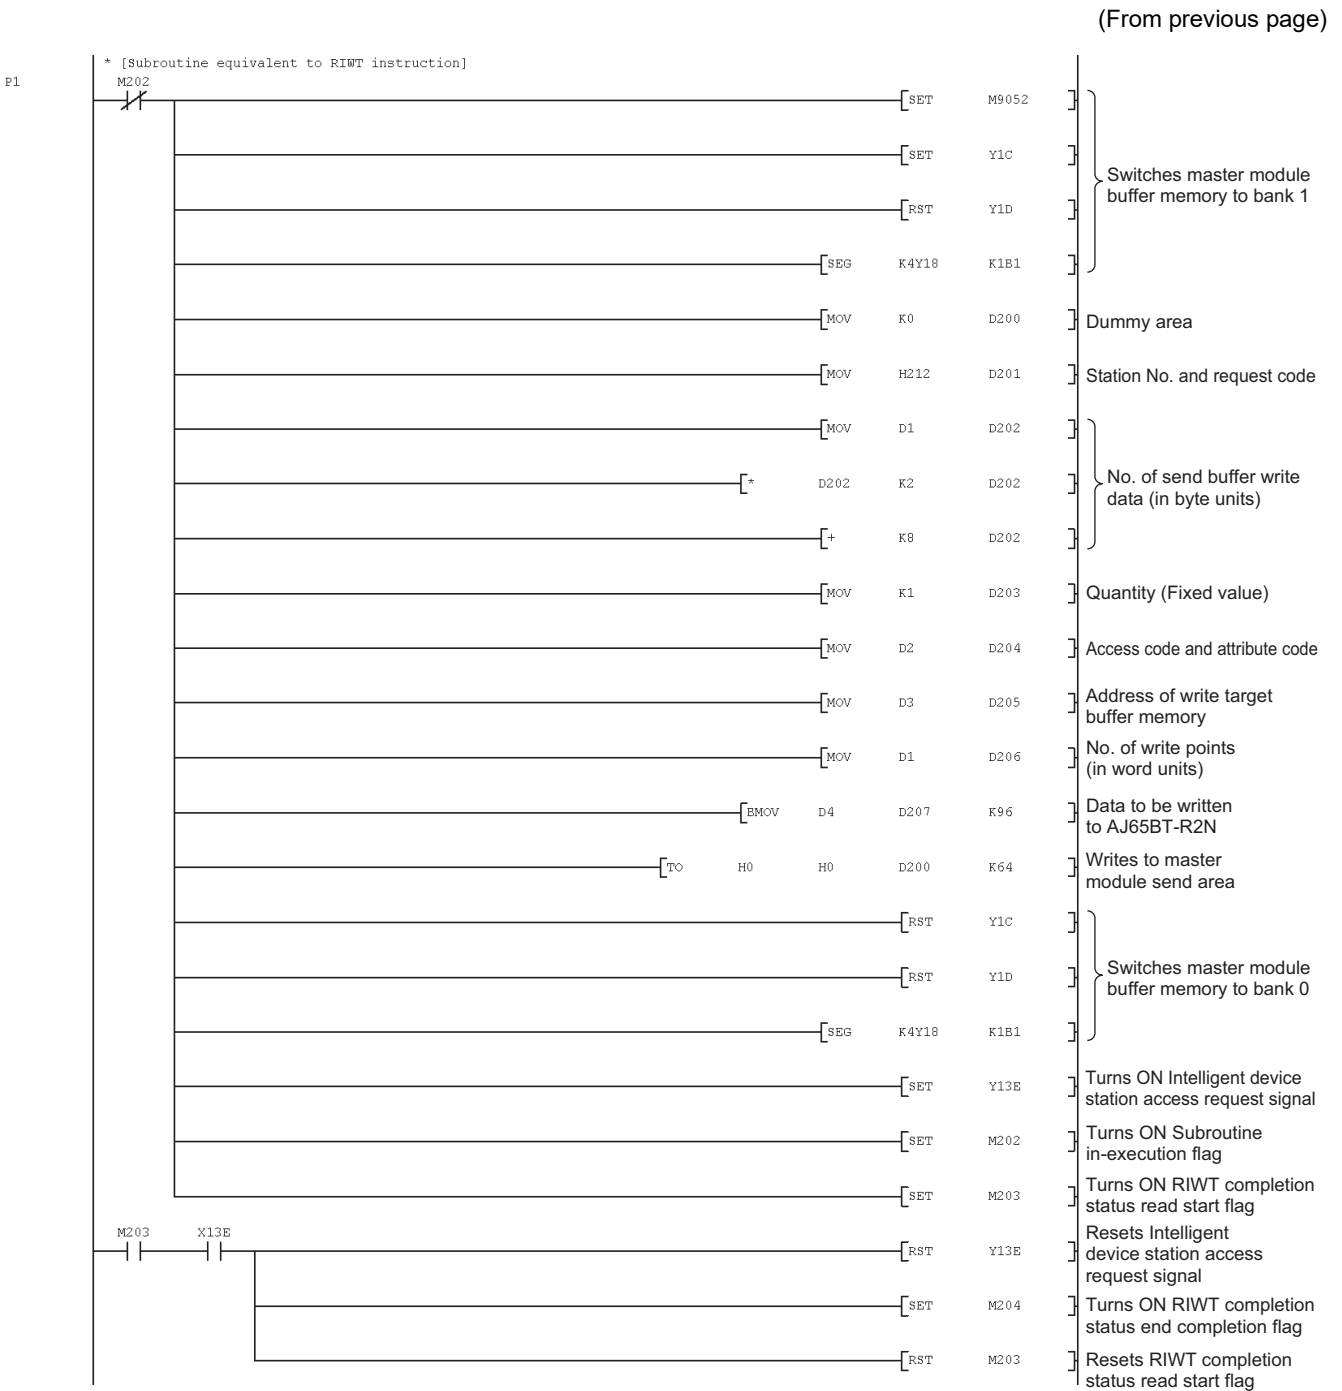 (From previous page)
* [Subroutine equivalent to RIWT instruction]
P1
M202
SET M9052
SET Y1C
Switches master module
buffer memory to bank 1
RST Y1D
SEG K4Y18 K1B1
MOV K0 D200
Dummy area
MOV H212 D201
Station No. and request code
MOV D1 D202
* D202 K2 D202
No. of send buffer write
data (in byte units)
+ K8 D202
MOV K1 D203
Quantity (Fixed value)
MOV D2 D204
Access code and attribute code
MOV D3 D205
Address of write target
buffer memory
MOV D1 D206
No. of write points
(in word units)
BMOV D4 D207 K96
Data to be written
to AJ65BT-R2N
TO H0 H0 D200 K64
Writes to master
module send area
RST Y1C
RST Y1D
Switches master module
buffer memory to bank 0
SEG K4Y18 K1B1
SET Y13E
Turns ON Intelligent device
station access request signal
SET M202
Turns ON Subroutine
in-execution flag
SET M203
Turns ON RIWT completion
status read start flag
M203 X13E
RST Y13E
Resets Intelligent
device station access
request signal
SET M204
Turns ON RIWT completion
status end completion flag
RST M203
Resets RIWT completion
status read start flag